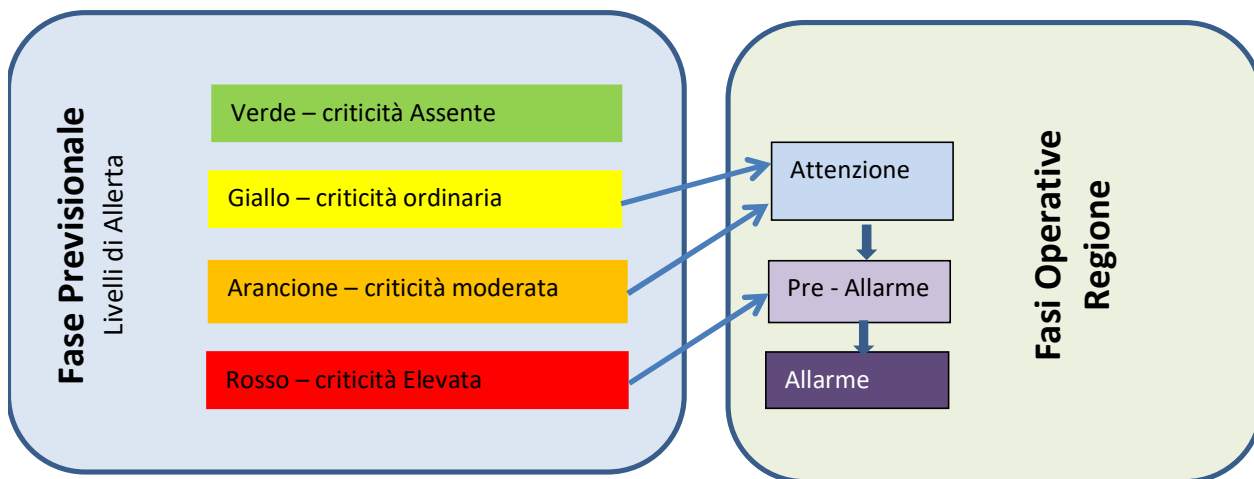 Fase Previsionale
Livelli di Allerta
Verde – criticità Assente
Giallo – criticità ordinaria
Arancione – criticità moderata
Rosso – criticità Elevata
Attenzione
Pre - Allarme
Allarme
Fasi Operative
Regione